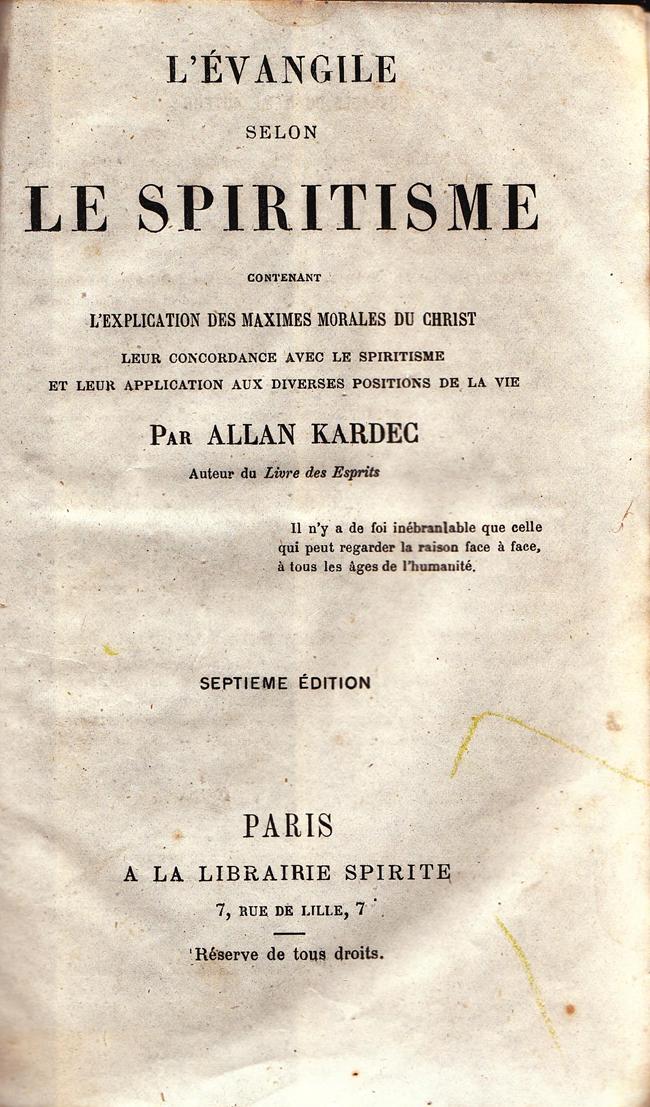 L'ÉVANGILE
SELON
LE SPIRITISME
CONTENANT
L'EXPLICATION DES MAXIMES MORALES DU CHRIST
LEUR CONCORDANCE AVEC LE SPIRITISME
ET LEUR APPLICATION AUX DIVERSES POSITIONS DE LA VIE
PAR ALLAN KARDEC
Auteur du Livre des Esprits
Il n'y a de foi inébranlable que celle
qui peut regarder la raison face à face,
à tous les âges de l'humanité.
SEPTIEME ÉDITION
PARIS
A LA LIBRAIRIE SPIRITE
7, RUE DE LILLE, 7
Réserve de tous droits.